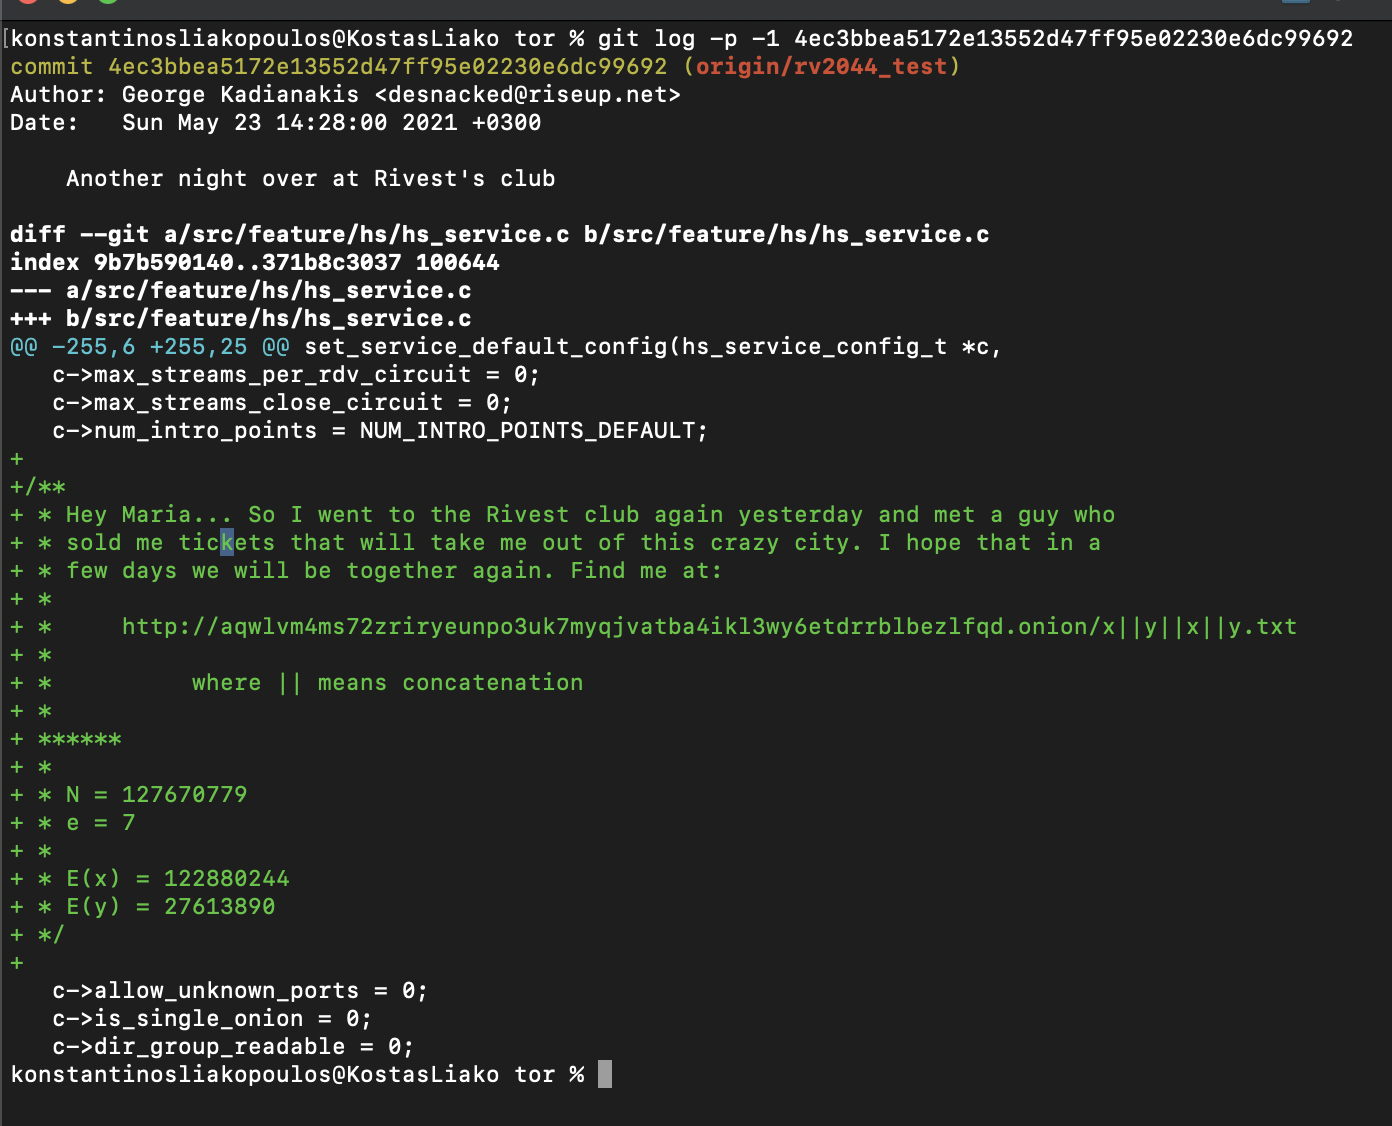 [konstantinosliakopoulos@KostasLiako tor % git log -p -1 4ec3bbea5172e13552d47ff95e02230e6dc99692
commit 4ec3bbea5172e13552d47ff95e02230e6dc99692 (origin/rv2044_test)
Author: George Kadianakis <desnacked@riseup.net>
Date:   Sun May 23 14:28:00 2021 +0300

    Another night over at Rivest's club

diff --git a/src/feature/hs/hs_service.c b/src/feature/hs/hs_service.c
index 9b7b590140..371b8c3037 100644
--- a/src/feature/hs/hs_service.c
+++ b/src/feature/hs/hs_service.c
@@ -255,6 +255,25 @@ set_service_default_config(hs_service_config_t *c,
   c->max_streams_per_rdv_circuit = 0;
   c->max_streams_close_circuit = 0;
   c->num_intro_points = NUM_INTRO_POINTS_DEFAULT;
+
+/**
+ * Hey Maria... So I went to the Rivest club again yesterday and met a guy who
+ * sold me tickets that will take me out of this crazy city. I hope that in a
+ * few days we will be together again. Find me at:
+ *
+ *     http://aqwlvm4ms72zriryeunpo3uk7myqjvatba4ikl3wy6etdrrblbezlfqd.onion/x||y||x||y.txt
+ *
+ *          where || means concatenation
+ *
+ ******
+ *
+ * N = 127670779
+ * e = 7
+ *
+ * E(x) = 122880244
+ * E(y) = 27613890
+ */
+
   c->allow_unknown_ports = 0;
   c->is_single_onion = 0;
   c->dir_group_readable = 0;
konstantinosliakopoulos@KostasLiako tor %